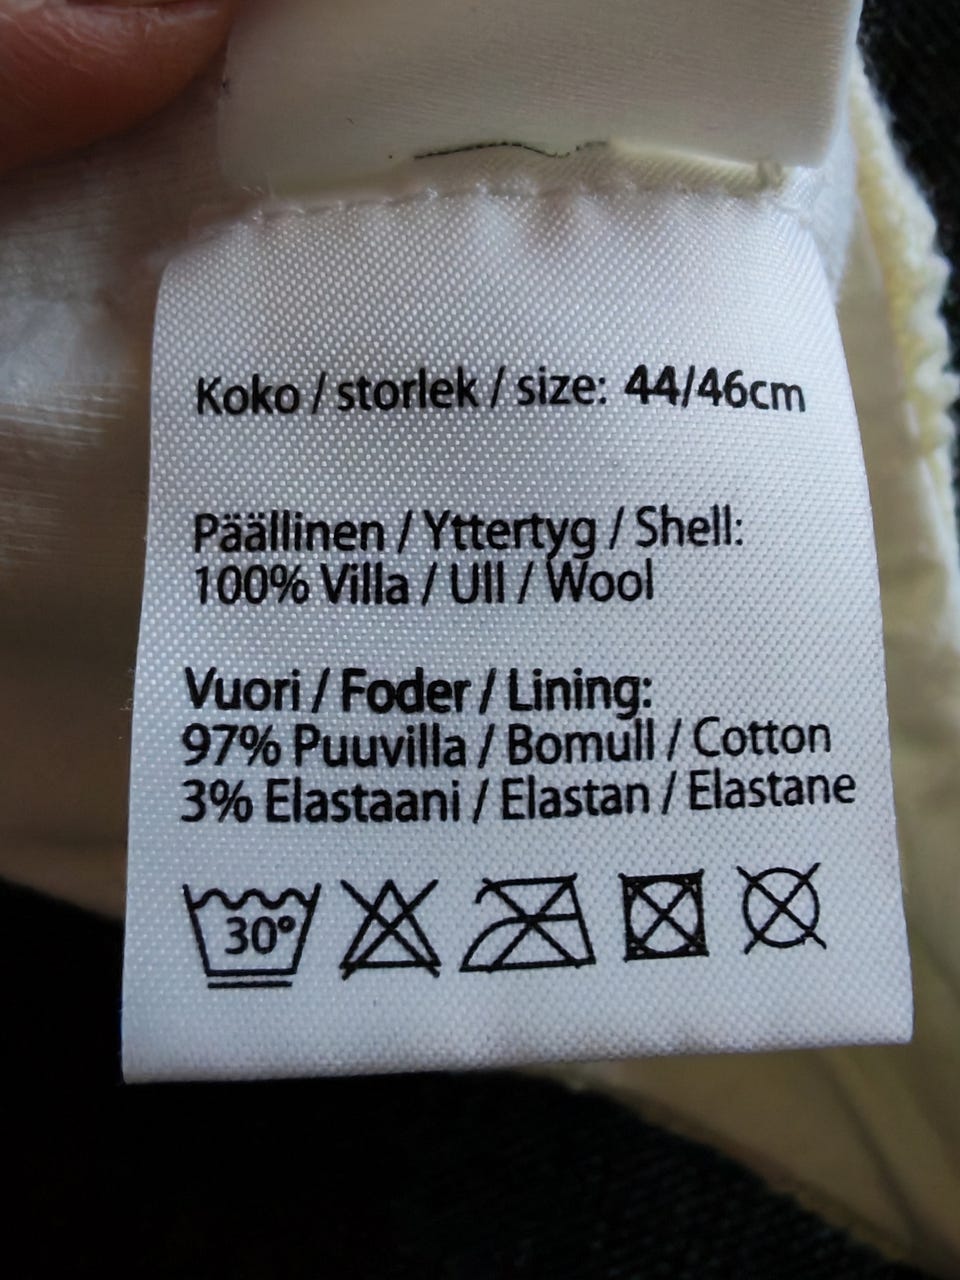 Koko / storlek / size: 44/46cm
Päällinen / Yttertyg / Shell:
100% Villa / Ull / Wool
Vuori / Foder / Lining:
97% Puuvilla / Bomull / Cotton
3% Elastaani / Elastan / Elastane
30°